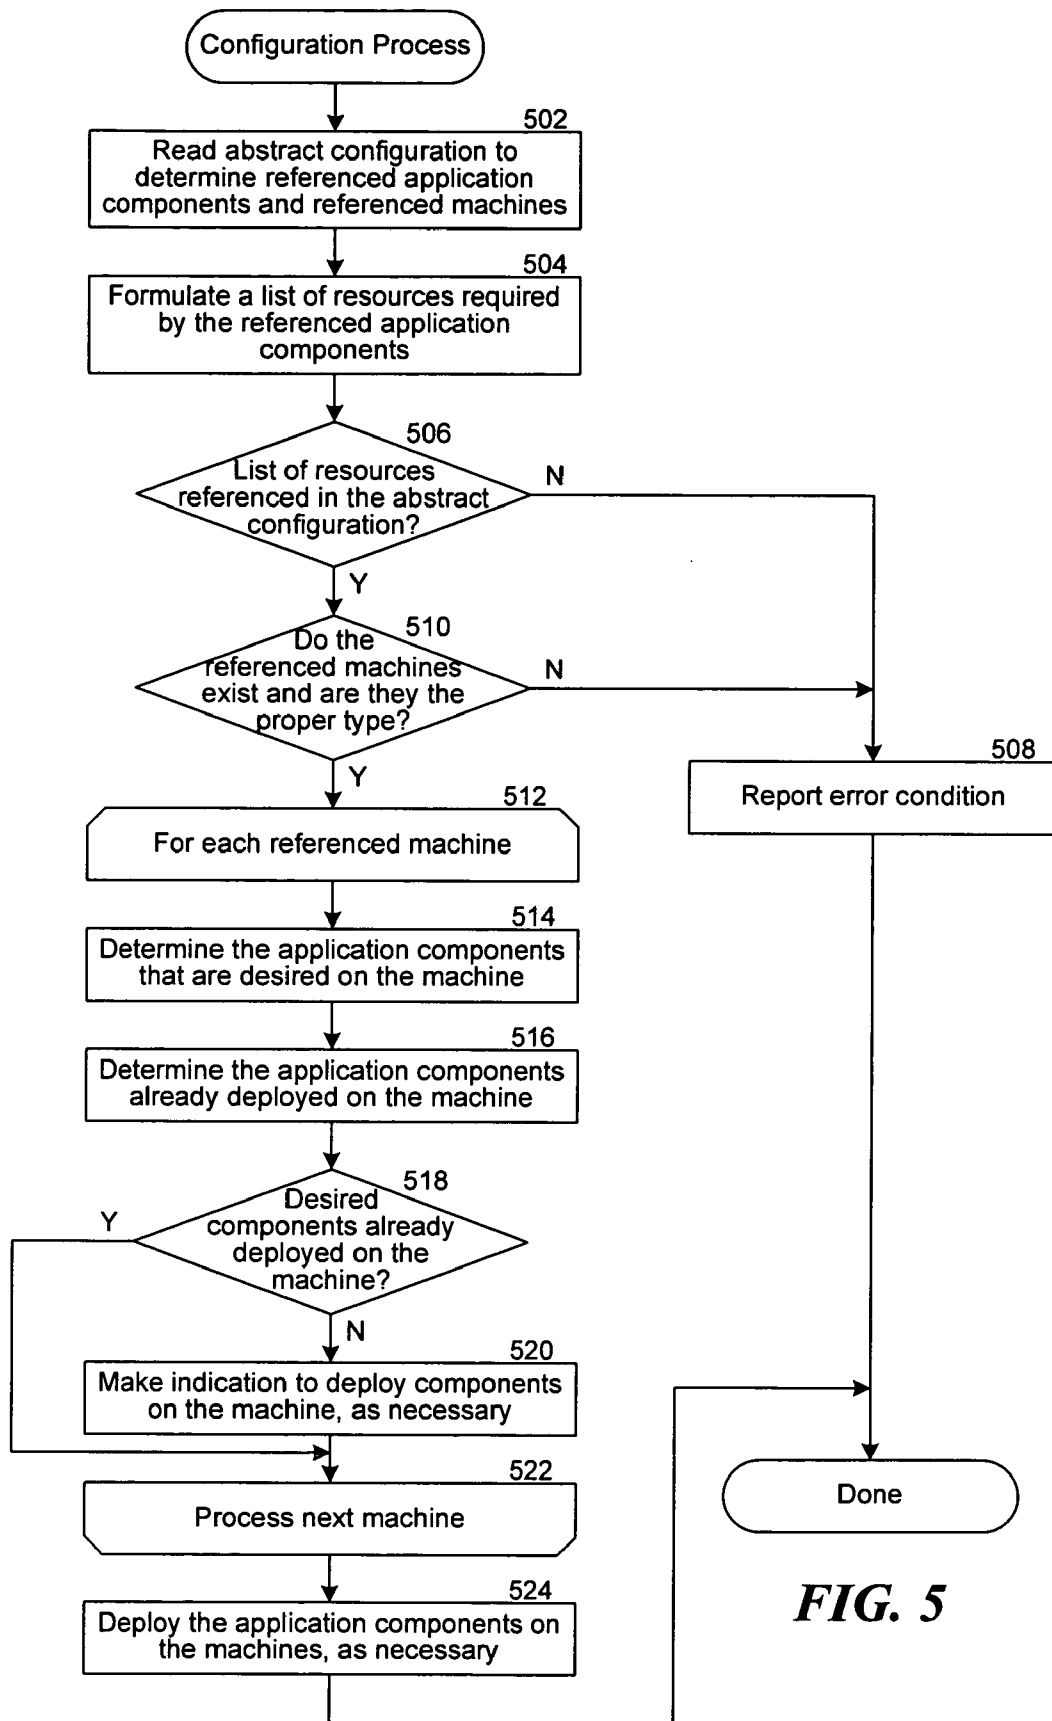 Configuration Process
502
Read abstract configuration to
determine referenced application
components and referenced machines
504
Formulate a list of resources required
by the referenced application
components
506
List of resources
referenced in the abstract
configuration?
N
Y
510
Do the
referenced machines
exist and are they the
proper type?
N
Y
508
Report error condition
512
For each referenced machine
514
Determine the application components
that are desired on the machine
516
Determine the application components
already deployed on the machine
518
Desired
components already
deployed on the
machine?
Y
N
520
Make indication to deploy components
on the machine, as necessary
522
Process next machine
Done
524
Deploy the application components on
the machines, as necessary
FIG. 5